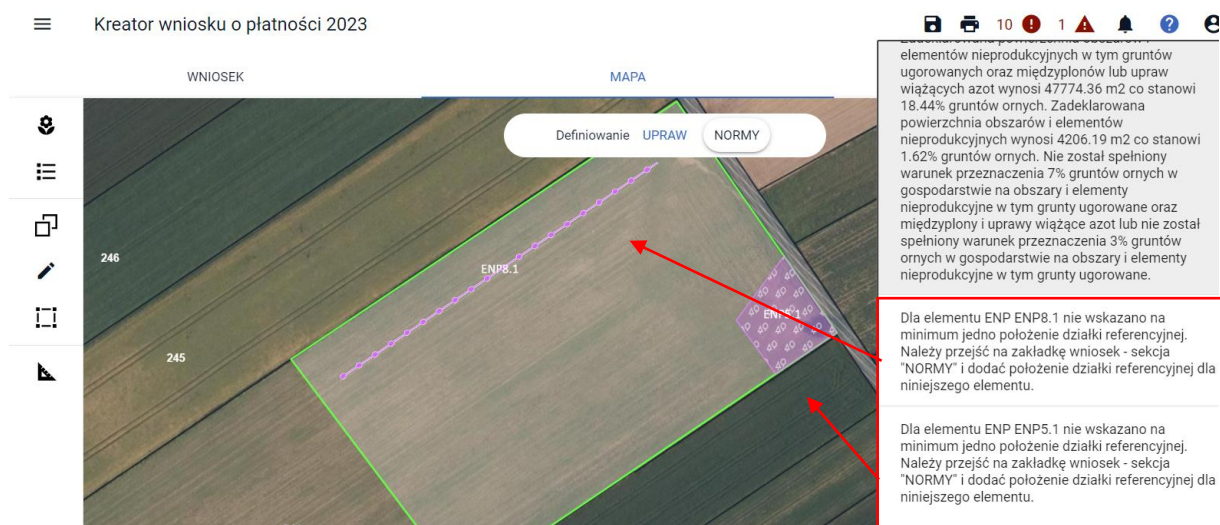 Kreator wniosku o płatności 2023
10
1
WNIOSEK
MAPA
Definiowanie UPRAW NORMY
246
245
ENP8.1
ENP5.1
Zadeklarowana powierzchnia obszarów i
elementów nieprodukcyjnych w tym gruntów
ugorowanych oraz międzyplonów lub upraw
wiążących azot wynosi 47774.36 m2 co stanowi
18.44% gruntów ornych. Zadeklarowana
powierzchnia obszarów i elementów
nieprodukcyjnych wynosi 4206.19 m2 co stanowi
1.62% gruntów ornych. Nie został spełniony
warunek przeznaczenia 7% gruntów ornych w
gospodarstwie na obszary i elementy
nieprodukcyjne w tym grunty ugorowane oraz
międzyplony i uprawy wiążące azot lub nie został
spełniony warunek przeznaczenia 3% gruntów
ornych w gospodarstwie na obszary i elementy
nieprodukcyjne w tym grunty ugorowane.
Dla elementu ENP ENP8.1 nie wskazano na
minimum jedno położenie działki referencyjnej.
Należy przejść na zakładkę wniosek - sekcja
"NORMY" i dodać położenie działki referencyjnej dla
niniejszego elementu.
Dla elementu ENP ENP5.1 nie wskazano na
minimum jedno położenie działki referencyjnej.
Należy przejść na zakładkę wniosek - sekcja
"NORMY" i dodać położenie działki referencyjnej dla
niniejszego elementu.